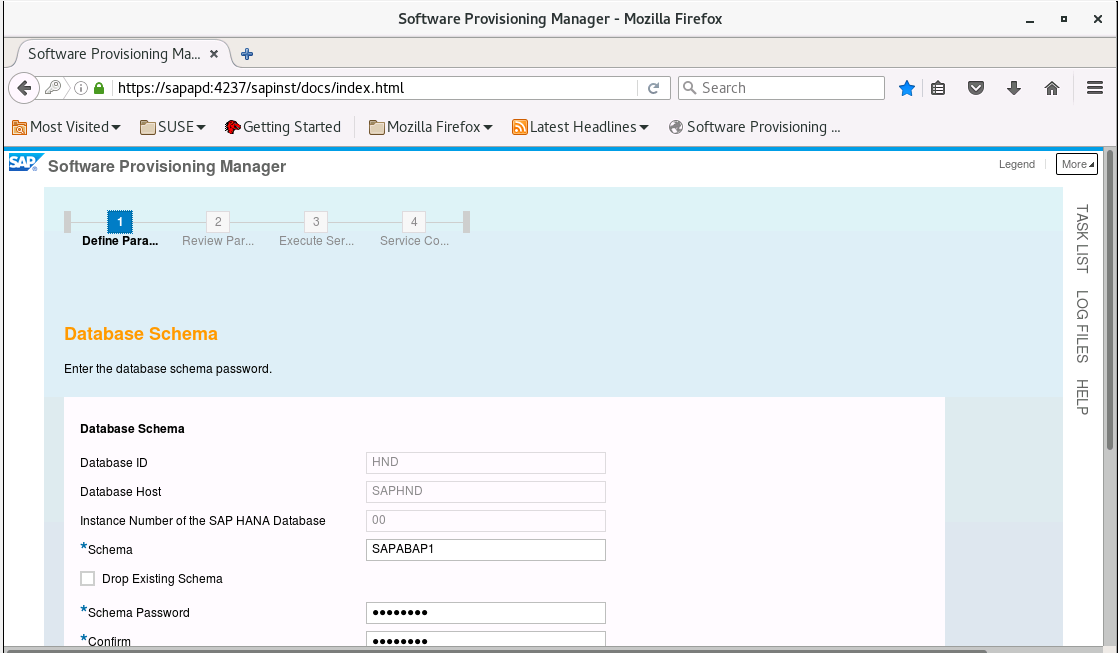 Software Provisioning Manager - Mozilla Firefox
Software Provisioning Ma...
https://sapapd:4237/sapinst/docs/index.html
Search
Most Visited
SUSE
Getting Started
Mozilla Firefox
Latest Headlines
Software Provisioning ...
SAP
Software Provisioning Manager
Legend
More
1
2
3
4
Define Para...
Review Par...
Execute Ser...
Service Co...
TASK LIST
LOG FILES
HELP
Database Schema
Enter the database schema password.
Database Schema
Database ID
HND
Database Host
SAPHND
Instance Number of the SAP HANA Database
00
*Schema
SAPABAP1
Drop Existing Schema
*Schema Password
••••••••
*Confirm
••••••••